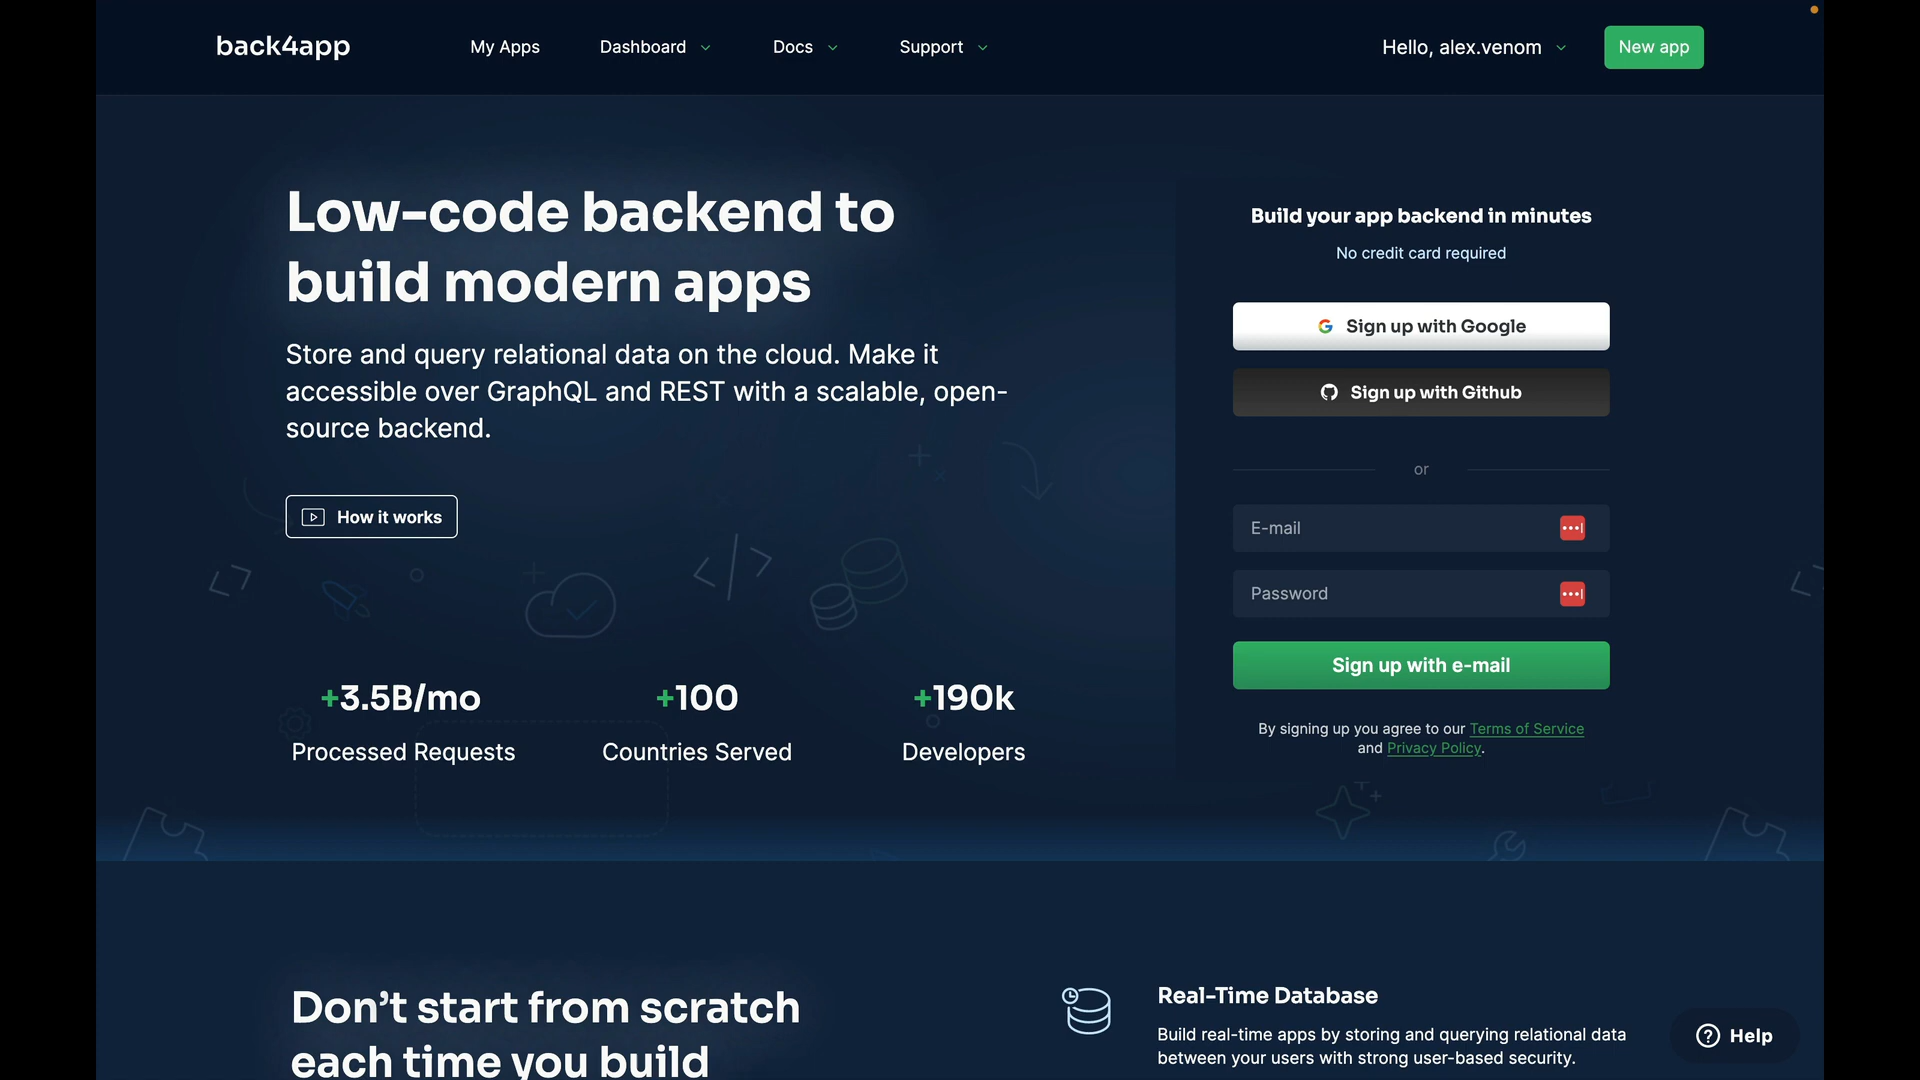 back4app
My Apps
Dashboard
Docs
Support
Hello, alex.venom
New app
Low-code backend to
build modern apps
Store and query relational data on the cloud. Make it
accessible over GraphQL and REST with a scalable, open-
source backend.
How it works
+3.5B/mo
Processed Requests
+100
Countries Served
+190k
Developers
Build your app backend in minutes
No credit card required
Sign up with Google
Sign up with Github
or
E-mail
Password
Sign up with e-mail
By signing up you agree to our Terms of Service
and Privacy Policy.
Don’t start from scratch
each time you build
Real-Time Database
Build real-time apps by storing and querying relational data
between your users with strong user-based security.
Help